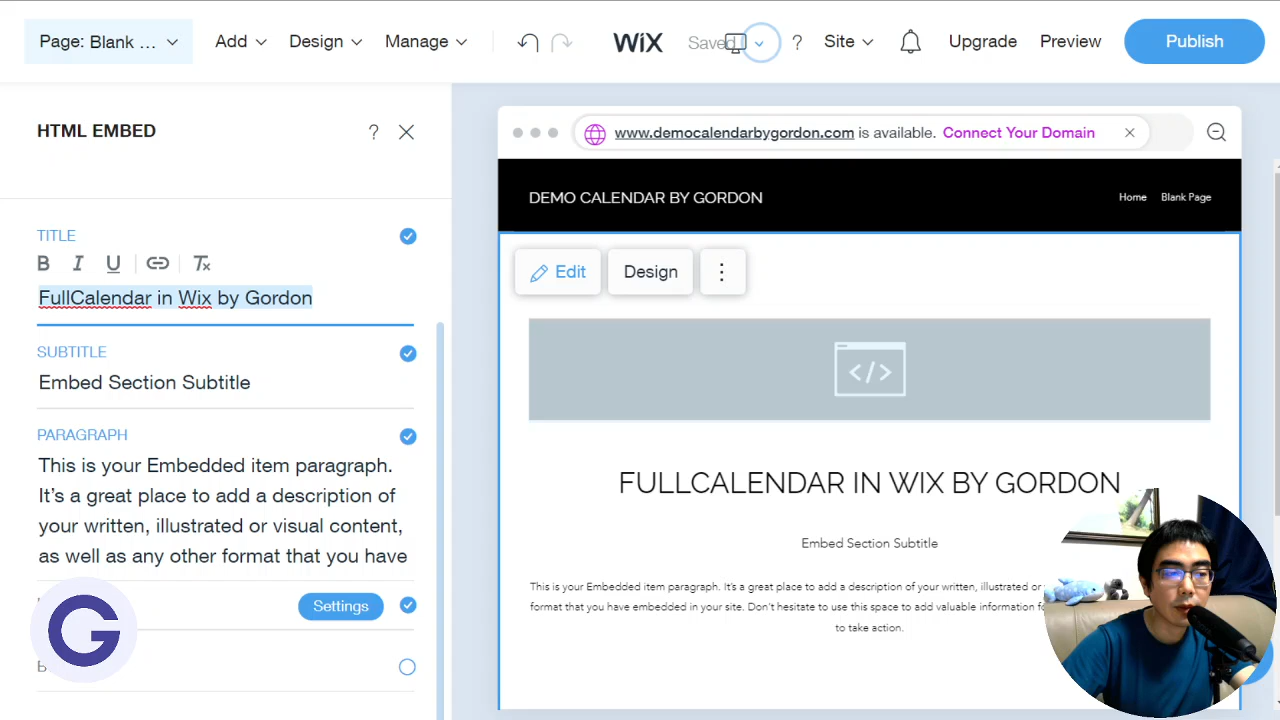 Page: Blank ...
Add
Design
Manage
WiX
Saved
?
Site
Upgrade
Preview
Publish
HTML EMBED
?
www.democalendarbygordon.com is available. Connect Your Domain
DEMO CALENDAR BY GORDON
Home
Blank Page
TITLE
B I U Tx
FullCalendar in Wix by Gordon
SUBTITLE
Embed Section Subtitle
PARAGRAPH
This is your Embedded item paragraph.
It's a great place to add a description of
your written, illustrated or visual content,
as well as any other format that you have
Settings
G
Edit
Design
</>
FULLCALENDAR IN WIX BY GORDON
Embed Section Subtitle
This is your Embedded item paragraph. It's a great place to add a description of your written, illustrated or
format that you have embedded in your site. Don't hesitate to use this space to add valuable information
to take action.